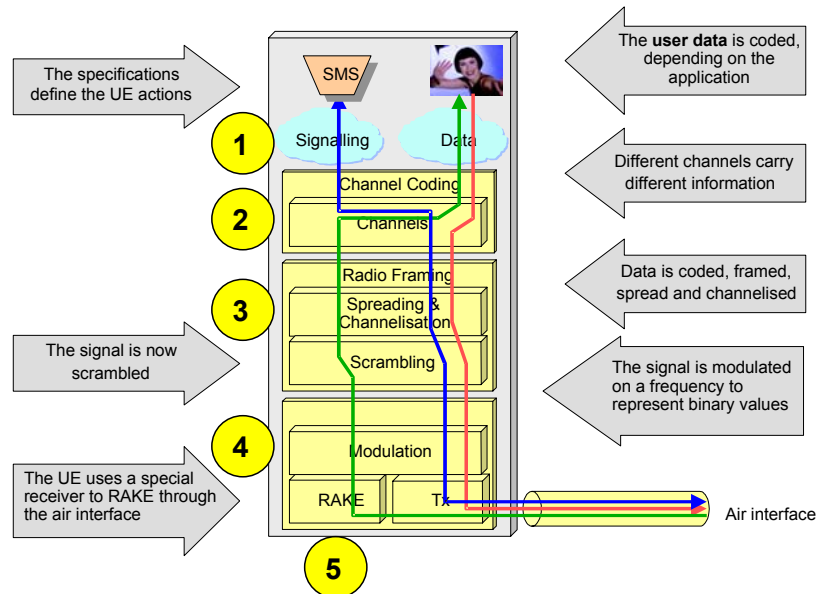 The specifications
define the UE actions
SMS
The user data is coded,
depending on the
application
1
Signalling
Data
Channel Coding
2
Channels
Different channels carry
different information
Radio Framing
3
Spreading &
Channelisation
Data is coded, framed,
spread and channelised
The signal is now
scrambled
Scrambling
The signal is modulated
on a frequency to
represent binary values
4
Modulation
The UE uses a special
receiver to RAKE through
the air interface
RAKE
Tx
Air interface
5